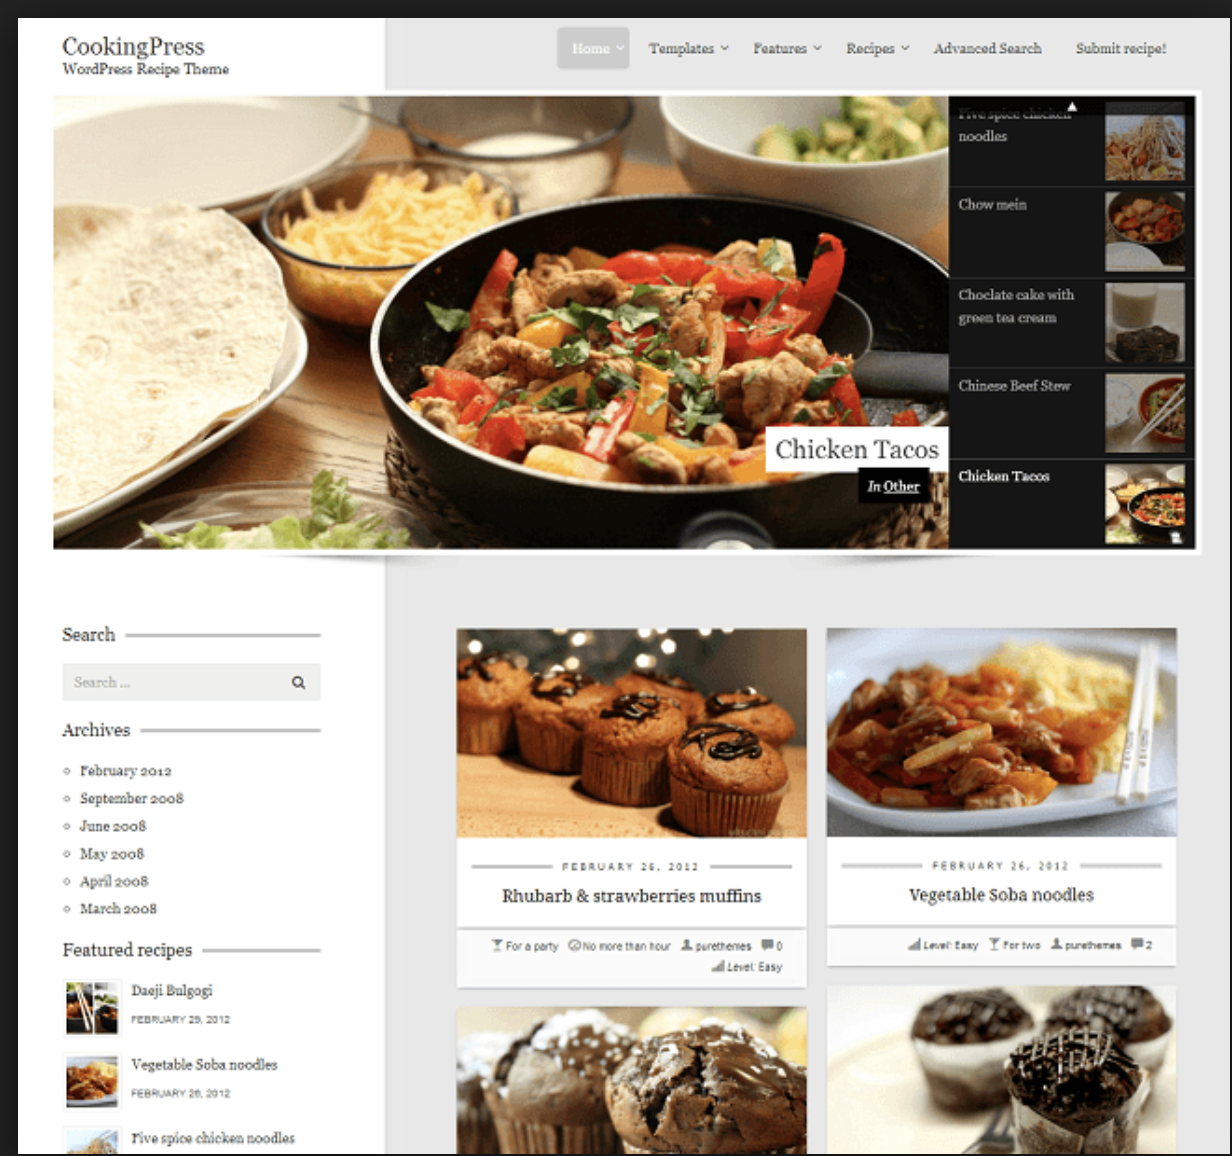 CookingPress
WordPress Recipe Theme
Home
Templates
Features
Recipes
Advanced Search
Submit recipe!
Five spice chicken
noodles
Chow mein
Choclate cake with
green tea cream
Chinese Beef Stew
Chicken Tacos
Chicken Tacos
In Other
Search
Search ...
Archives
February 2012
September 2008
June 2008
May 2008
April 2008
March 2008
Featured recipes
Daeji Bulgogi
FEBRUARY 29, 2012
Vegetable Soba noodles
FEBRUARY 26, 2012
Five spice chicken noodles
FEBRUARY 26, 2012
Rhubarb & strawberries muffins
For a party No more than hour purethemes 0
Level: Easy
FEBRUARY 26, 2012
Vegetable Soba noodles
Level: Easy For two purethemes 2